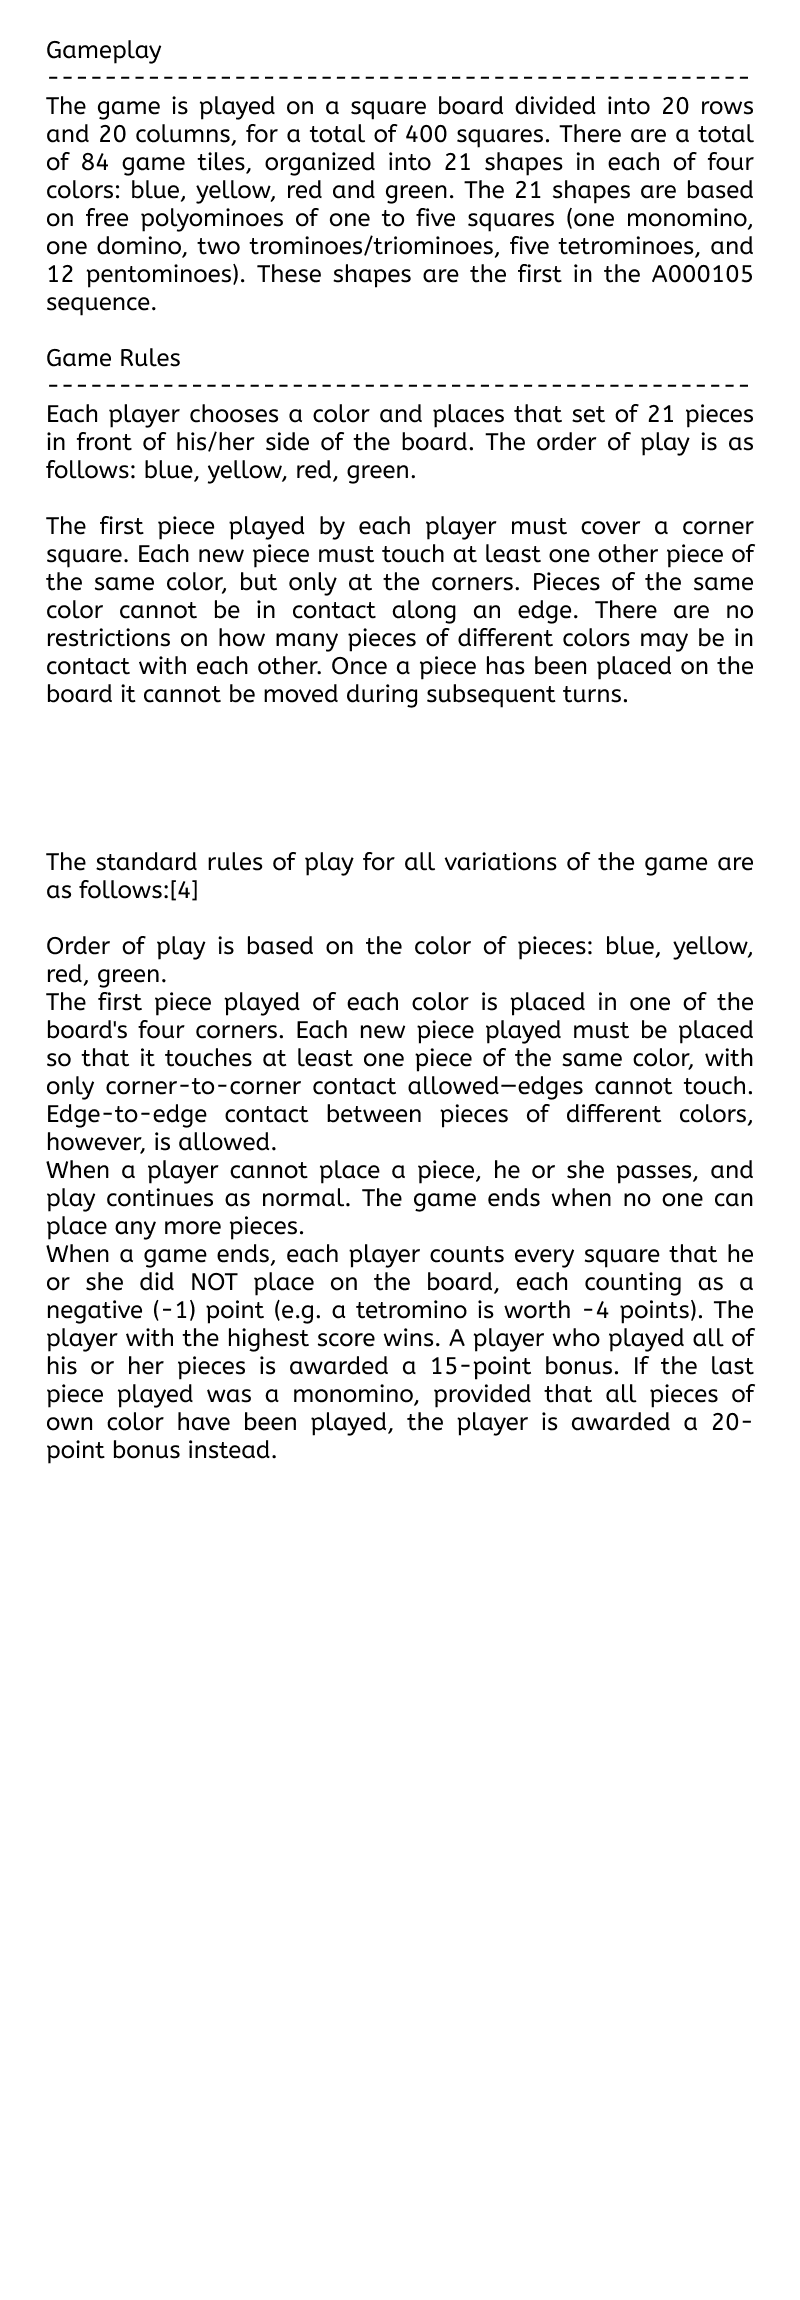 Gameplay
-------------------------------------------------
The game is played on a square board divided into 20 rows
and 20 columns, for a total of 400 squares. There are a total
of 84 game tiles, organized into 21 shapes in each of four
colors: blue, yellow, red and green. The 21 shapes are based
on free polyominoes of one to five squares (one monomino,
one domino, two trominoes/triominoes, five tetrominoes, and
12 pentominoes). These shapes are the first in the A000105
sequence.
Game Rules
-------------------------------------------------
Each player chooses a color and places that set of 21 pieces
in front of his/her side of the board. The order of play is as
follows: blue, yellow, red, green.
The first piece played by each player must cover a corner
square. Each new piece must touch at least one other piece of
the same color, but only at the corners. Pieces of the same
color cannot be in contact along an edge. There are no
restrictions on how many pieces of different colors may be in
contact with each other. Once a piece has been placed on the
board it cannot be moved during subsequent turns.
The standard rules of play for all variations of the game are
as follows:[4]
Order of play is based on the color of pieces: blue, yellow,
red, green.
The first piece played of each color is placed in one of the
board's four corners. Each new piece played must be placed
so that it touches at least one piece of the same color, with
only corner-to-corner contact allowed—edges cannot touch.
Edge-to-edge contact between pieces of different colors,
however, is allowed.
When a player cannot place a piece, he or she passes, and
play continues as normal. The game ends when no one can
place any more pieces.
When a game ends, each player counts every square that he
or she did NOT place on the board, each counting as a
negative (-1) point (e.g. a tetromino is worth -4 points). The
player with the highest score wins. A player who played all of
his or her pieces is awarded a 15-point bonus. If the last
piece played was a monomino, provided that all pieces of
own color have been played, the player is awarded a 20-
point bonus instead.